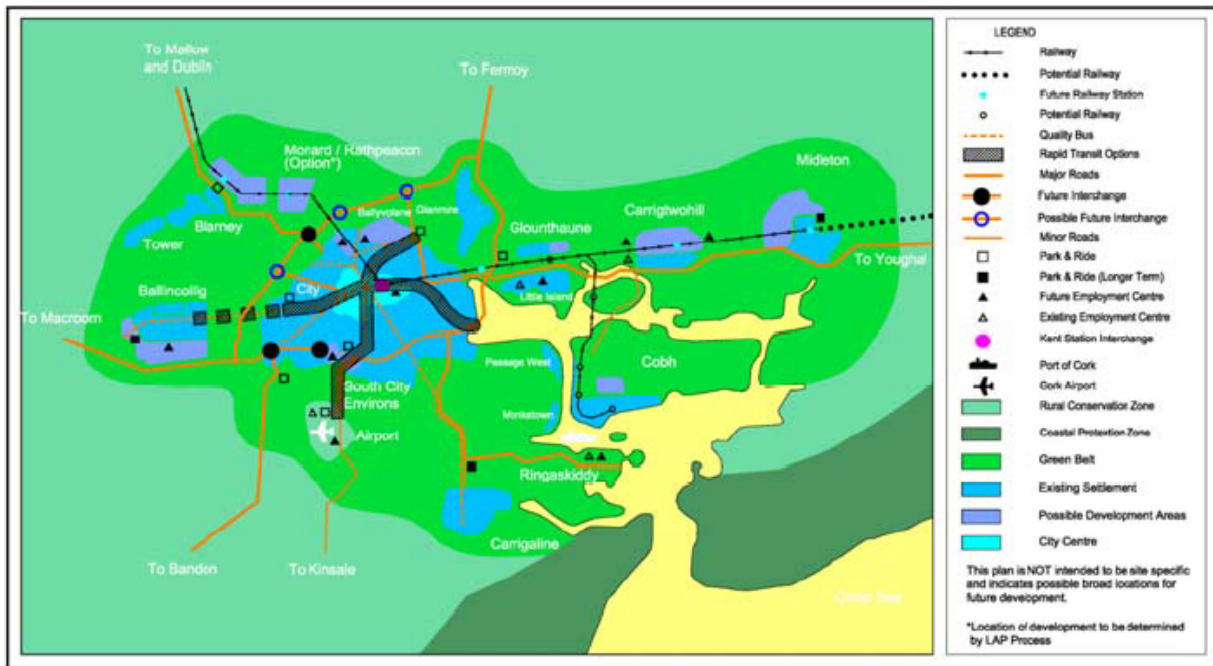 To Mallow
and Dublin
To Fermoy
Monard / Rathpeacon
(Option*)
Midleton
Ballyvolane
Glanmire
Glounthaune
Carrigtwohill
Blarney
Tower
To Youghal
Ballincollig
City
Little Island
To Macroom
Passage West
Cobh
South City
Environs
Monkstown
Airport
Ringaskiddy
Carrigaline
To Bandon
To Kinsale
LEGEND
Railway
Potential Railway
Future Railway Station
Potential Railway
Quality Bus
Rapid Transit Options
Major Roads
Future Interchange
Possible Future Interchange
Minor Roads
Park & Ride
Park & Ride (Longer Term)
Future Employment Centre
Existing Employment Centre
Kent Station Interchange
Port of Cork
Cork Airport
Rural Conservation Zone
Coastal Protection Zone
Green Belt
Existing Settlement
Possible Development Areas
City Centre
This plan is NOT intended to be site specific
and indicates possible broad locations for
future development.
*Location of development to be determined
by LAP Process